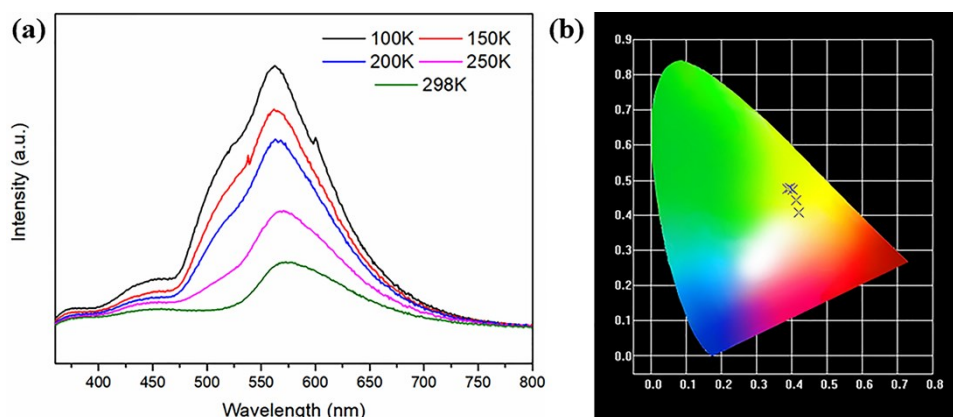 (a)
100K 150K
200K 250K
298K
Intensity (a.u.)
400 450 500 550 600 650 700 750 800
Wavelength (nm)
(b)
0.9
0.8
0.7
0.6
0.5
0.4
0.3
0.2
0.1
0.0
0.0 0.1 0.2 0.3 0.4 0.5 0.6 0.7 0.8